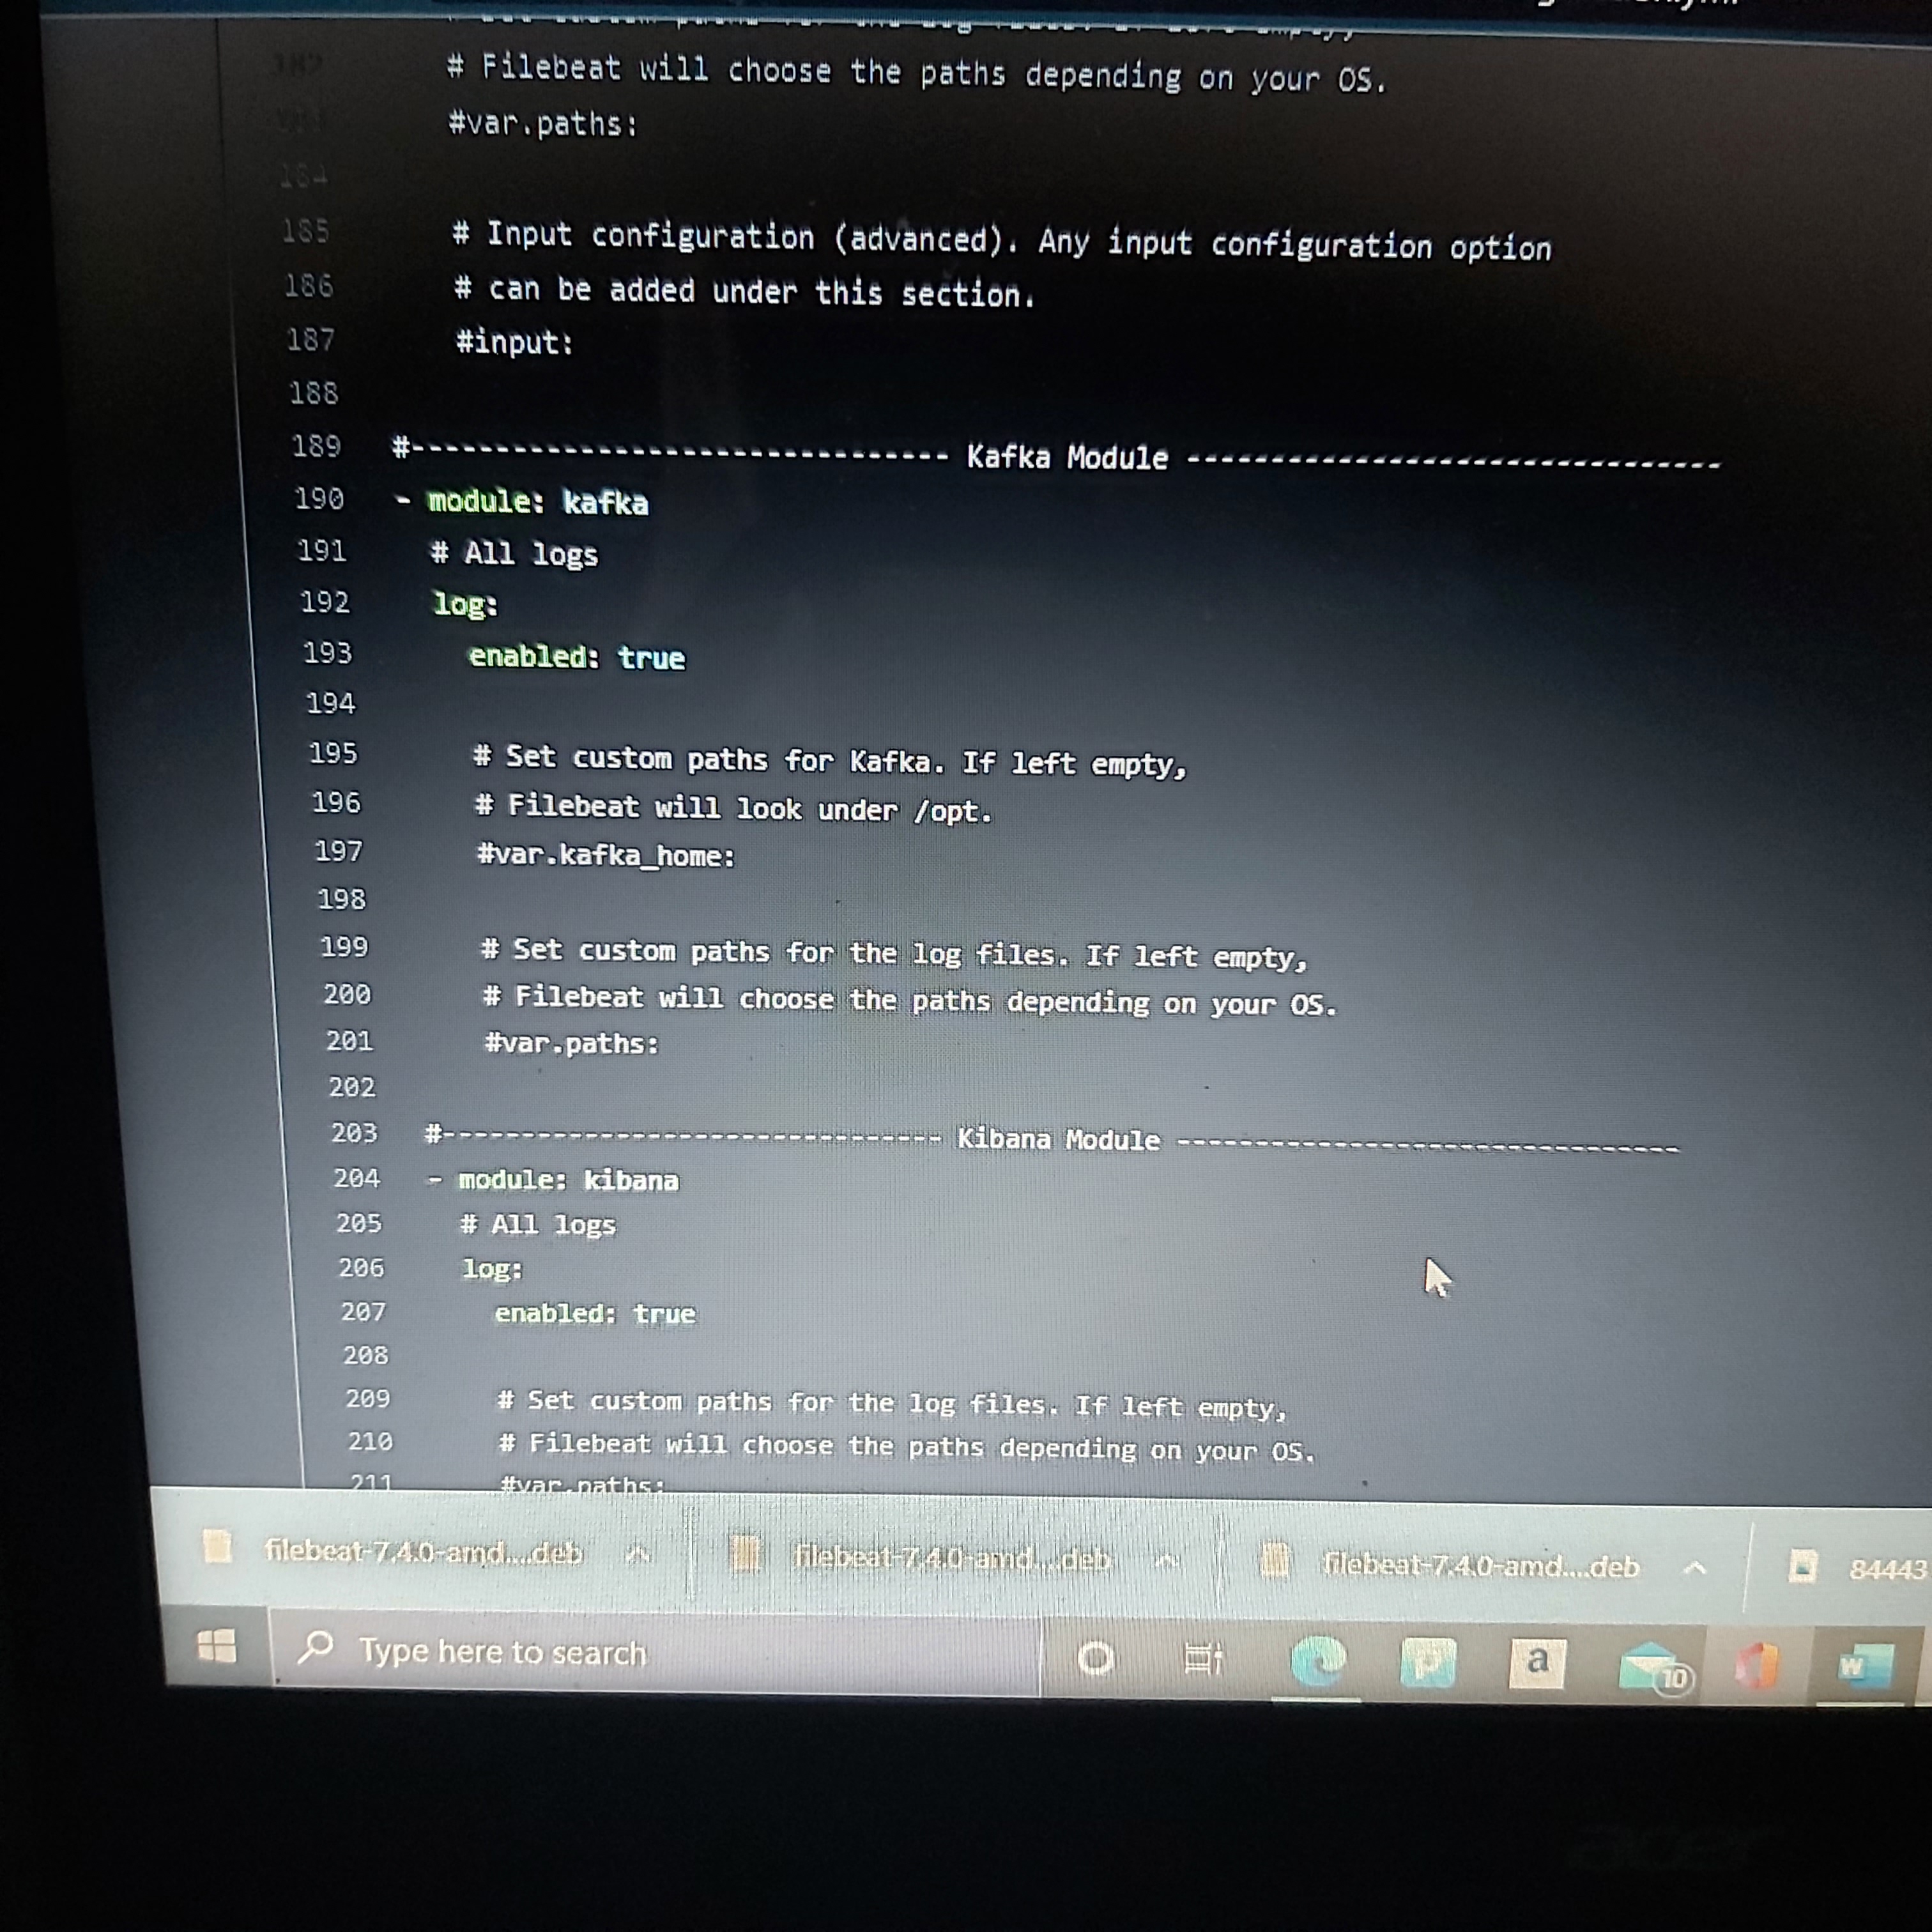 # Filebeat will choose the paths depending on your OS.
#var.paths:
184
185 # Input configuration (advanced). Any input configuration option
186 # can be added under this section.
187 #input:
188
189 #-------------------------------- Kafka Module --------------------------------
190 - module: kafka
191 # All logs
192 log:
193 enabled: true
194
195 # Set custom paths for Kafka. If left empty,
196 # Filebeat will look under /opt.
197 #var.kafka_home:
198
199 # Set custom paths for the log files. If left empty,
200 # Filebeat will choose the paths depending on your OS.
201 #var.paths:
202
203 #-------------------------------- Kibana Module --------------------------------
204 - module: kibana
205 # All logs
206 log:
207 enabled: true
208
209 # Set custom paths for the log files. If left empty,
210 # Filebeat will choose the paths depending on your OS.
211 #var.paths:
filebeat-7.4.0-amd....deb filebeat-7.4.0-amd....deb filebeat-7.4.0-amd....deb 84443
Type here to search a 10 W